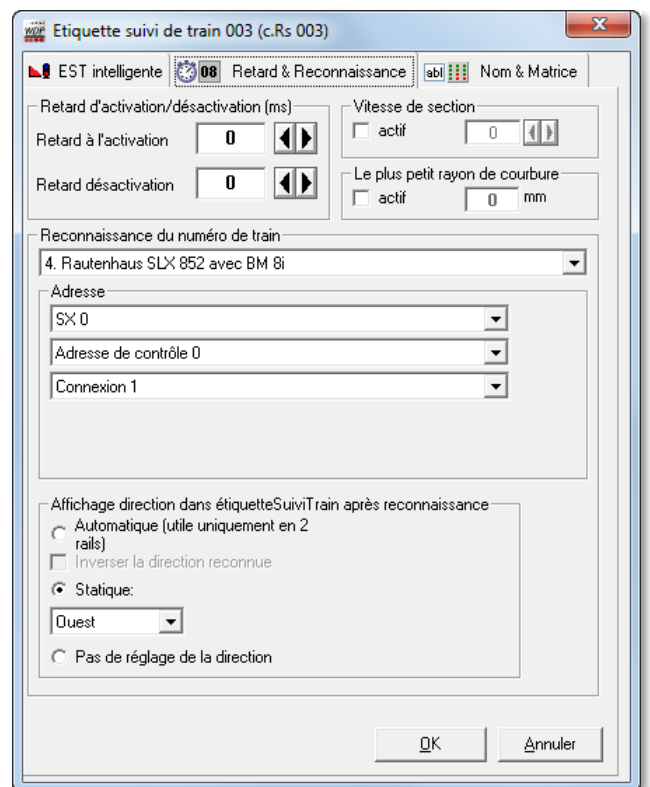 Etiquette suivi de train 003 (c.Rs 003)
EST intelligente
08 Retard & Reconnaissance
abl Nom & Matrice
Retard d'activation/désactivation (ms)
Retard à l'activation 0
Retard désactivation 0
Vitesse de section
actif 0
Le plus petit rayon de courbure
actif 0 mm
Reconnaissance du numéro de train
4. Rautenhaus SLX 852 avec BM 8i
Adresse
SX 0
Adresse de contrôle 0
Connexion 1
Affichage direction dans étiquetteSuiviTrain après reconnaissance
Automatique (utile uniquement en 2
rails)
Inverser la direction reconnue
Statique:
Ouest
Pas de réglage de la direction
OK Annuler